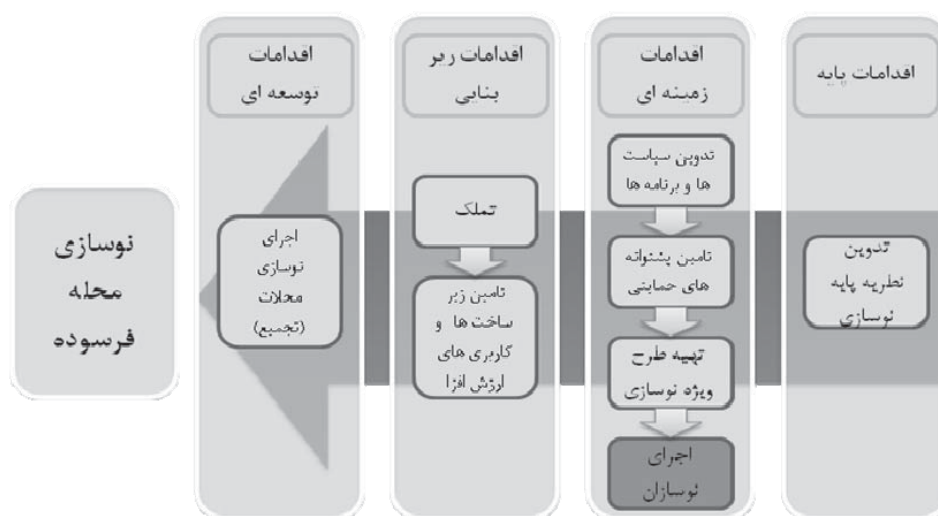 اقدامات پایه
تدوین
نظریه پایه
نوسازی
اقدامات
زمینه ای
تدوین سیاست
ها و برنامه ها
تامین پشتوانه
های حمایتی
تهیه طرح
ویژه نوسازی
اجرای
نوسازان
اقدامات زیر
بنایی
تملک
تامین زیر
ساخت ها و
کاربری های
ارزش افزا
اقدامات
توسعه ای
اجرای
نوسازی
محلات
(تجمیع)
نوسازی
محله
فرسوده